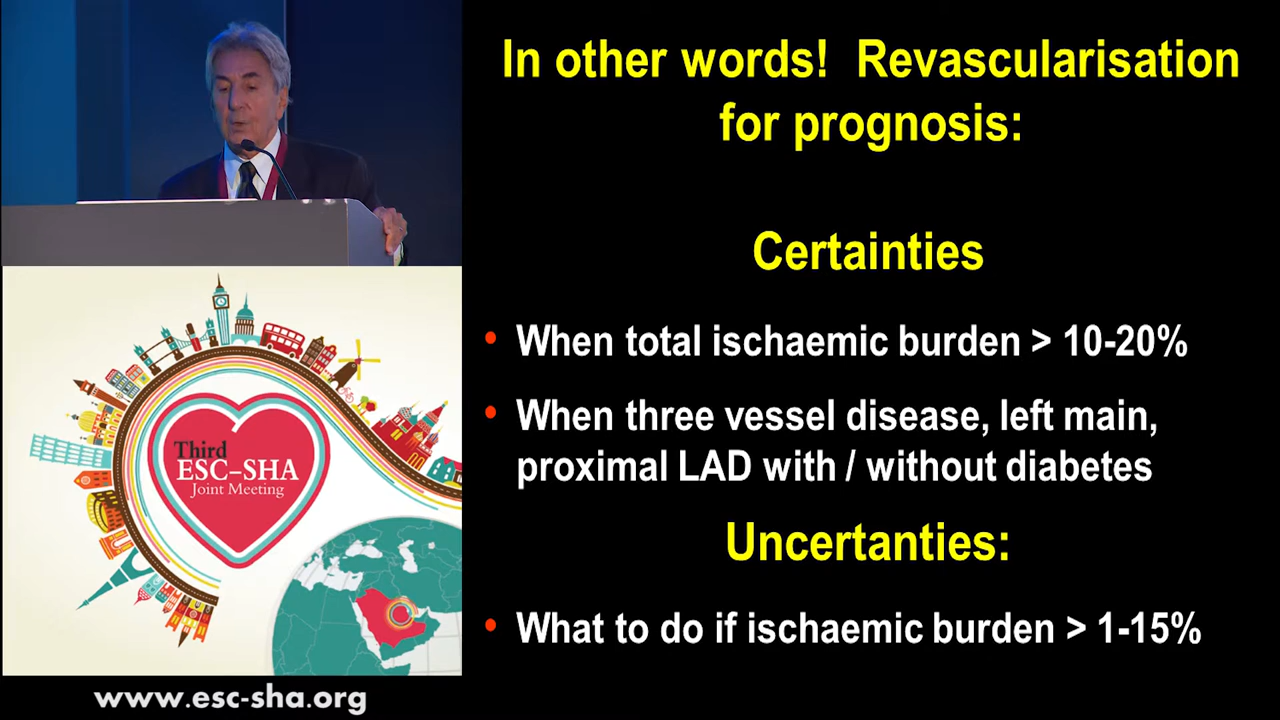 In other words! Revascularisation
for prognosis:
Certainties
• When total ischaemic burden > 10-20%
• When three vessel disease, left main,
proximal LAD with / without diabetes
Uncertanties:
• What to do if ischaemic burden > 1-15%
Third
ESC-SHA
Joint Meeting
www.esc-sha.org